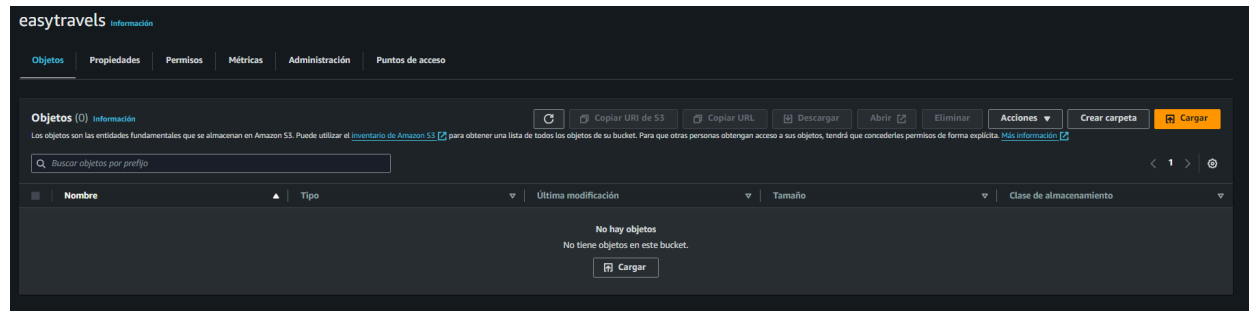 easytravels Información
Objetos Propiedades Permisos Métricas Administración Puntos de acceso
Objetos (0) Información Copiar URI de S3 Copiar URL Descargar Abrir Eliminar Acciones Crear carpeta Cargar
Los objetos son las entidades fundamentales que se almacenan en Amazon S3. Puede utilizar el inventario de Amazon S3 para obtener una lista de todos los objetos de su bucket. Para que otras personas obtengan acceso a sus objetos, tendrá que concederles permisos de forma explícita. Más información
Buscar objetos por prefijo 1
Nombre Tipo Última modificación Tamaño Clase de almacenamiento
No hay objetos
No tiene objetos en este bucket.
Cargar